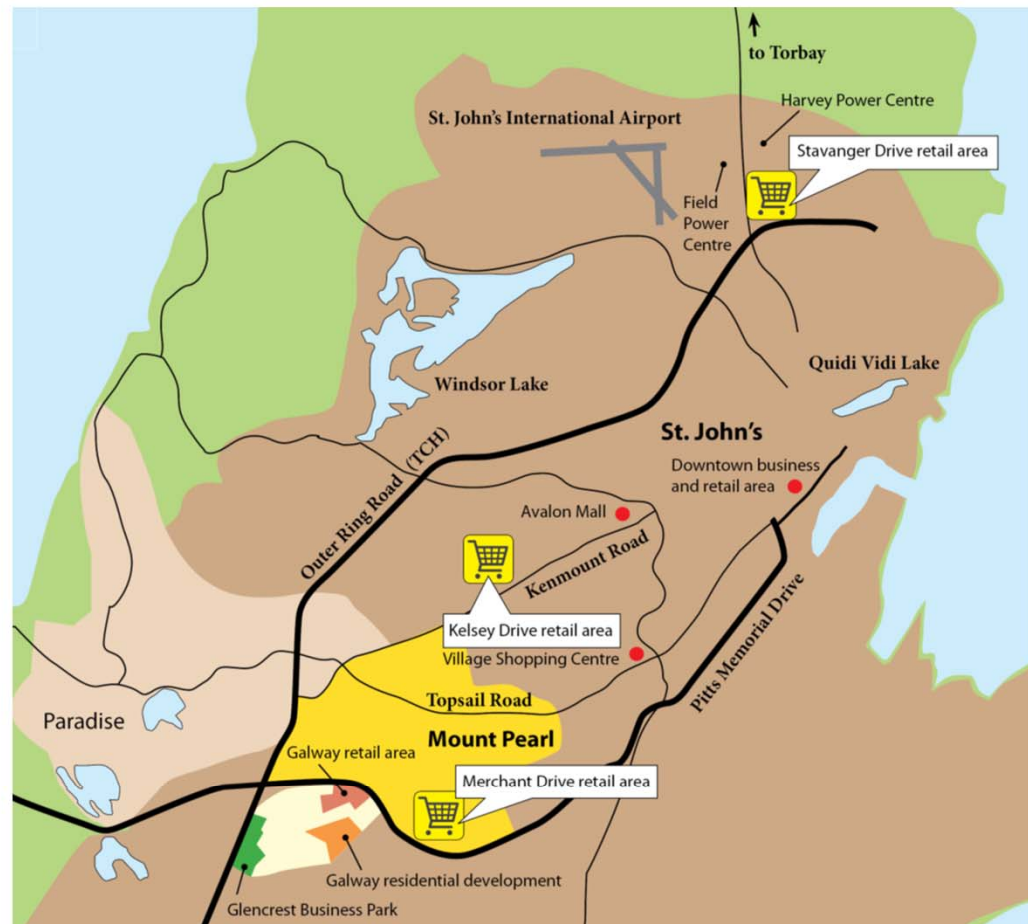 to Torbay
Harvey Power Centre
St. John's International Airport
Stavanger Drive retail area
Field
Power
Centre
Windsor Lake
Quidi Vidi Lake
St. John's
Outer Ring Road (TCH)
Downtown business
and retail area
Avalon Mall
Kenmount Road
Kelsey Drive retail area
Village Shopping Centre
Pitts Memorial Drive
Topsail Road
Paradise
Mount Pearl
Galway retail area
Merchant Drive retail area
Galway residential development
Glencrest Business Park